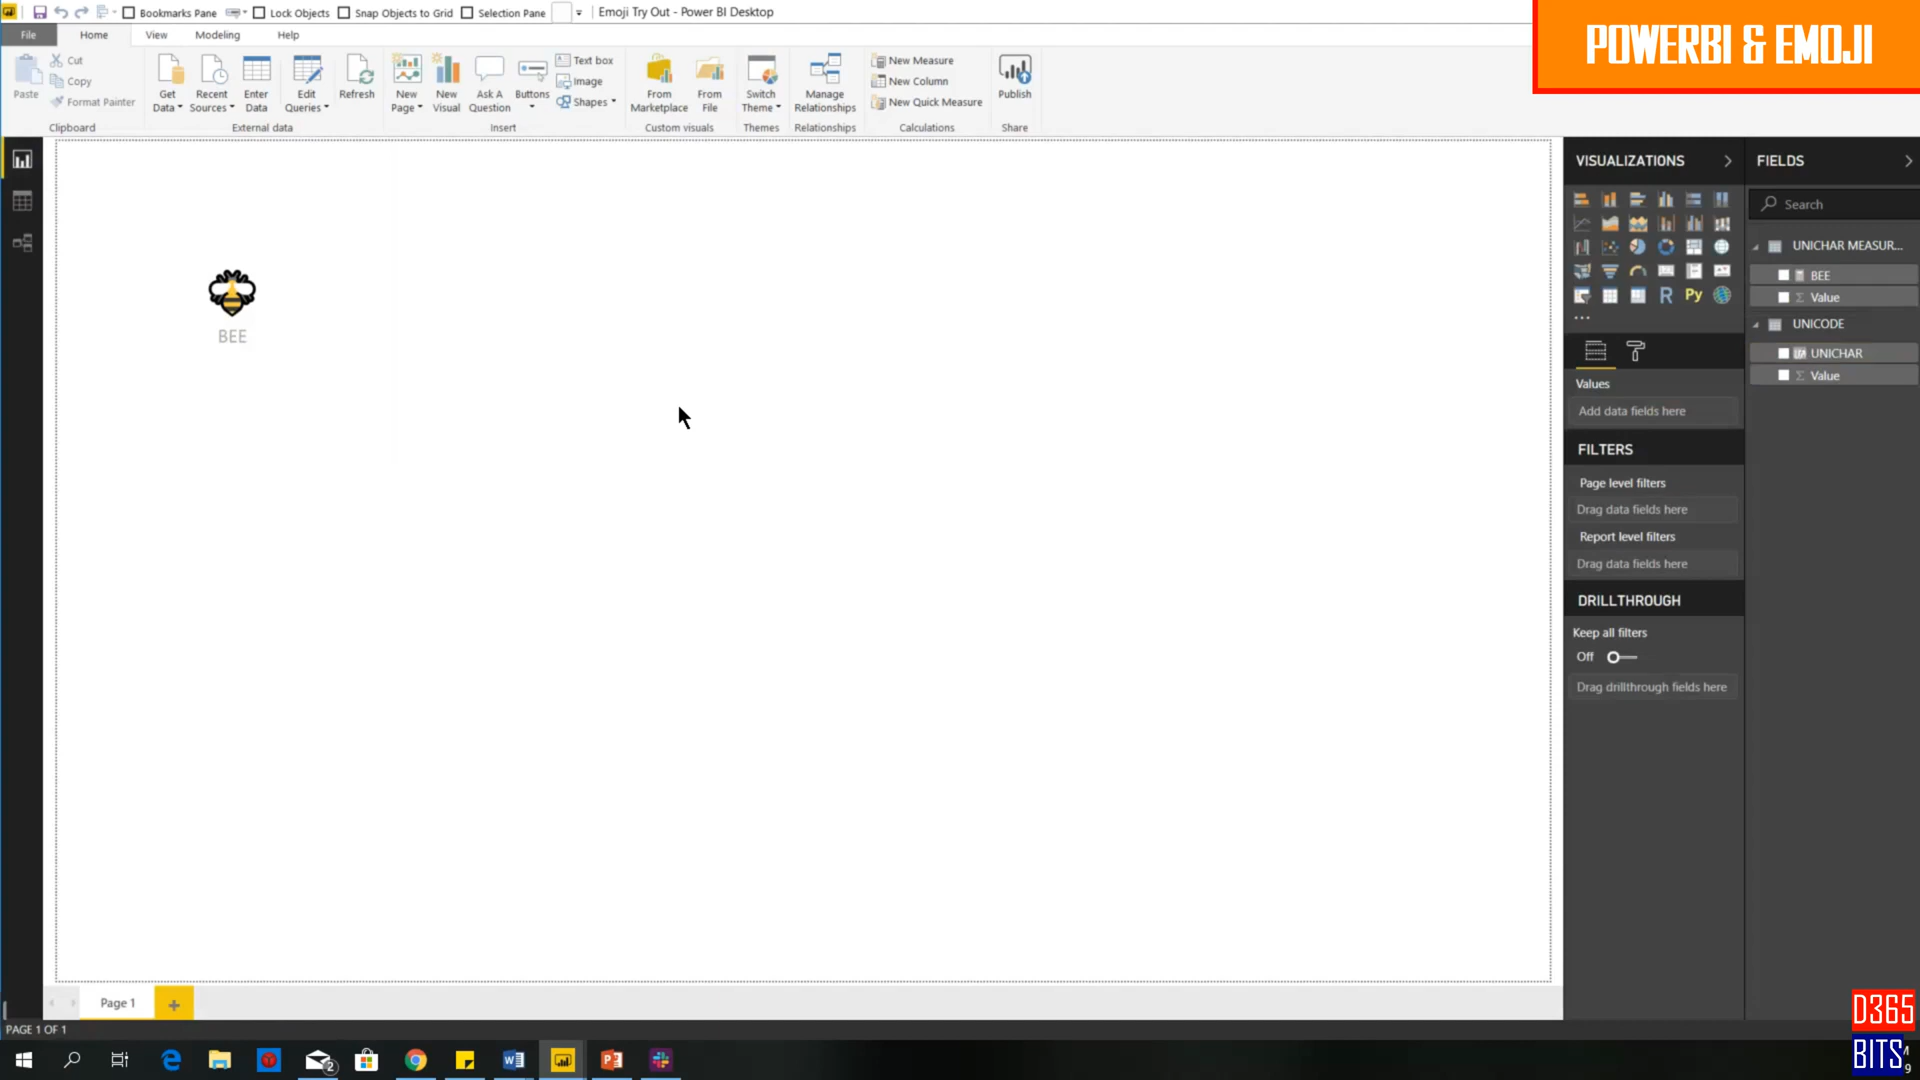 Bookmarks Pane Lock Objects Snap Objects to Grid Selection Pane Emoji Try Out - Power BI Desktop
POWERBI & EMOJI
File Home View Modeling Help
Paste
Cut
Copy
Format Painter
Clipboard
Get Data
Recent Sources
Enter Data
Edit Queries
Refresh
External data
New Page
New Visual
Ask A Question
Buttons
Text box
Image
Shapes
Insert
From Marketplace
From File
Custom visuals
Switch Theme
Themes
Manage Relationships
Relationships
New Measure
New Column
New Quick Measure
Calculations
Publish
Share
BEE
VISUALIZATIONS
R Py
Values
Add data fields here
FILTERS
Page level filters
Drag data fields here
Report level filters
Drag data fields here
DRILLTHROUGH
Keep all filters
Off
Drag drillthrough fields here
FIELDS
Search
UNICHAR MEASUR...
BEE
Value
UNICODE
UNICHAR
Value
Page 1
PAGE 1 OF 1
2
D365
BITS